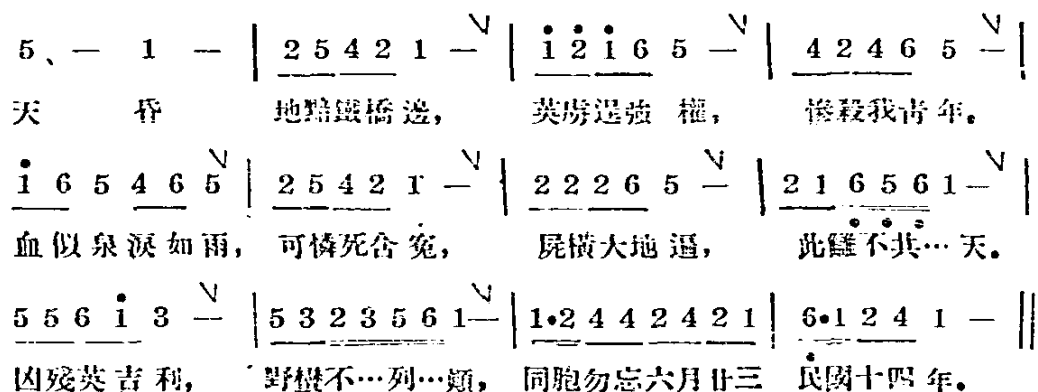 5、 — 1 — | 2 5 4 2 1 — V | i 2̇ i 6 5 — V | 4 2 4 6 5 — V |
天 昏 地黯鐵橋邊, 英虜逞強權, 慘殺我青年。
i 6 5 4 6 5 V | 2 5 4 2 1 — V | 2 2 2 6 5 — V | 2 1 6 5 6 1 — V |
血似泉淚如雨, 可憐死含冤, 屍橫大地遍, 此讎不共…天。
5 5 6 i 3 — V | 5 3 2 3 5 6 1 — V | 1•2 4 4 2 4 2 1 | 6•1 2 4 1 — ||
凶殘英吉利, 野蠻不…列…顛, 同胞勿忘六月廿三 民國十四年。